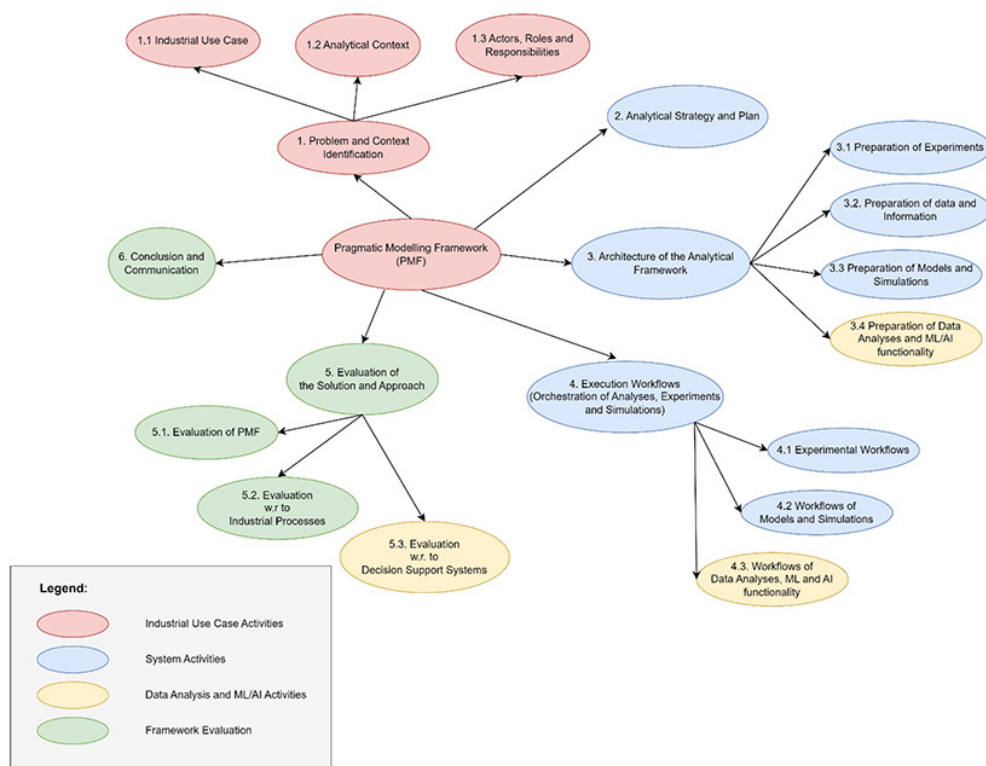 1.1 Industrial Use Case
1.2 Analytical Context
1.3 Actors, Roles and
Responsibilities
1. Problem and Context
Identification
2. Analytical Strategy and Plan
3.1 Preparation of Experiments
3.2. Preparation of data and
Information
Pragmatic Modelling Framework
(PMF)
6. Conclusion and
Communication
3. Architecture of the Analytical
Framework
3.3 Preparation of Models and
Simulations
3.4 Preparation of Data
Analyses and ML/AI
functionality
5. Evaluation of
the Solution and Approach
4. Execution Workflows
(Orchestration of Analyses, Experiments
and Simulations)
5.1. Evaluation of PMF
4.1 Experimental Workflows
5.2. Evaluation
w.r to
Industrial Processes
4.2 Workflows of
Models and Simulations
5.3. Evaluation
w.r. to
Decision Support Systems
4.3. Workflows of
Data Analyses, ML and AI
functionality
Legend:
Industrial Use Case Activities
System Activities
Data Analysis and ML/AI Activities
Framework Evaluation